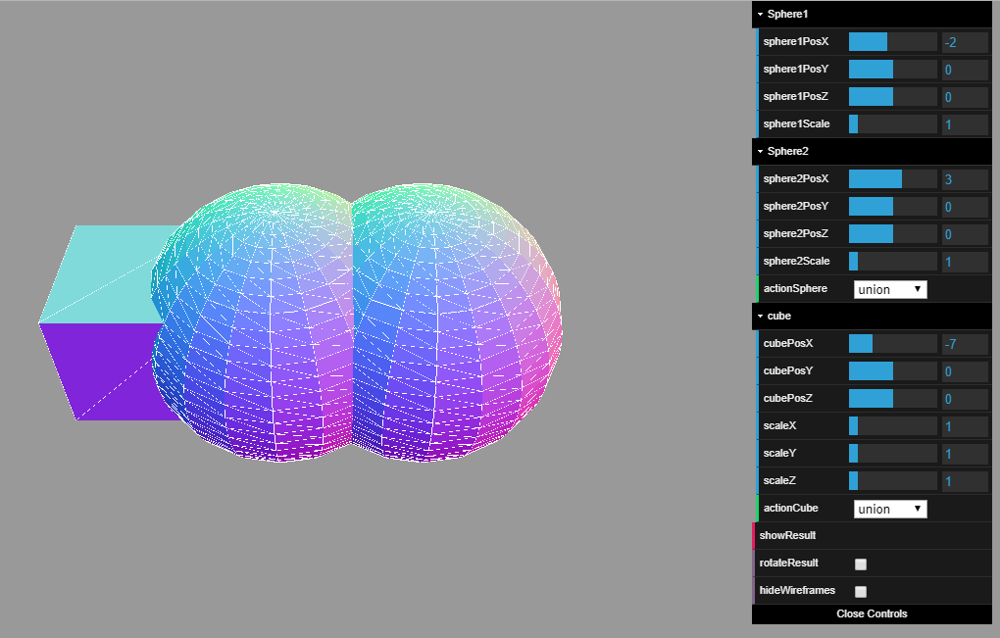 Sphere1
sphere1PosX -2
sphere1PosY 0
sphere1PosZ 0
sphere1Scale 1
Sphere2
sphere2PosX 3
sphere2PosY 0
sphere2PosZ 0
sphere2Scale 1
actionSphere union
cube
cubePosX -7
cubePosY 0
cubePosZ 0
scaleX 1
scaleY 1
scaleZ 1
actionCube union
showResult
rotateResult
hideWireframes
Close Controls